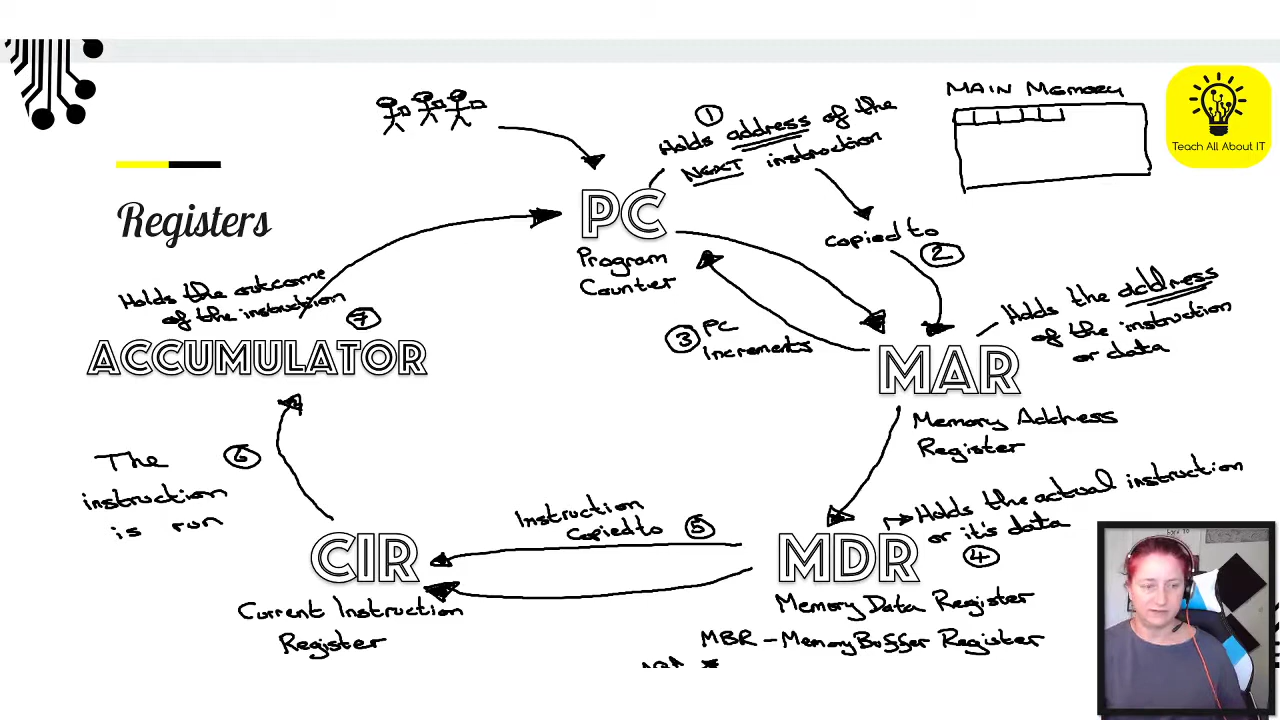 MAIN MEMORY
Teach All About IT
Registers
①
Holds address of the
NEXT instruction
PC
Program
Counter
copied to
②
③ PC
Increments
MAR
Holds the address
of the instruction
or data
Memory Address
Register
MDR
Holds the actual instruction
or it's data
④
Memory Data Register
MBR - Memory Buffer Register
Instruction
Copied to ⑤
CIR
Current Instruction
Register
The ⑥
instruction
is run
Holds the outcome
of the instruction
⑦
ACCUMULATOR